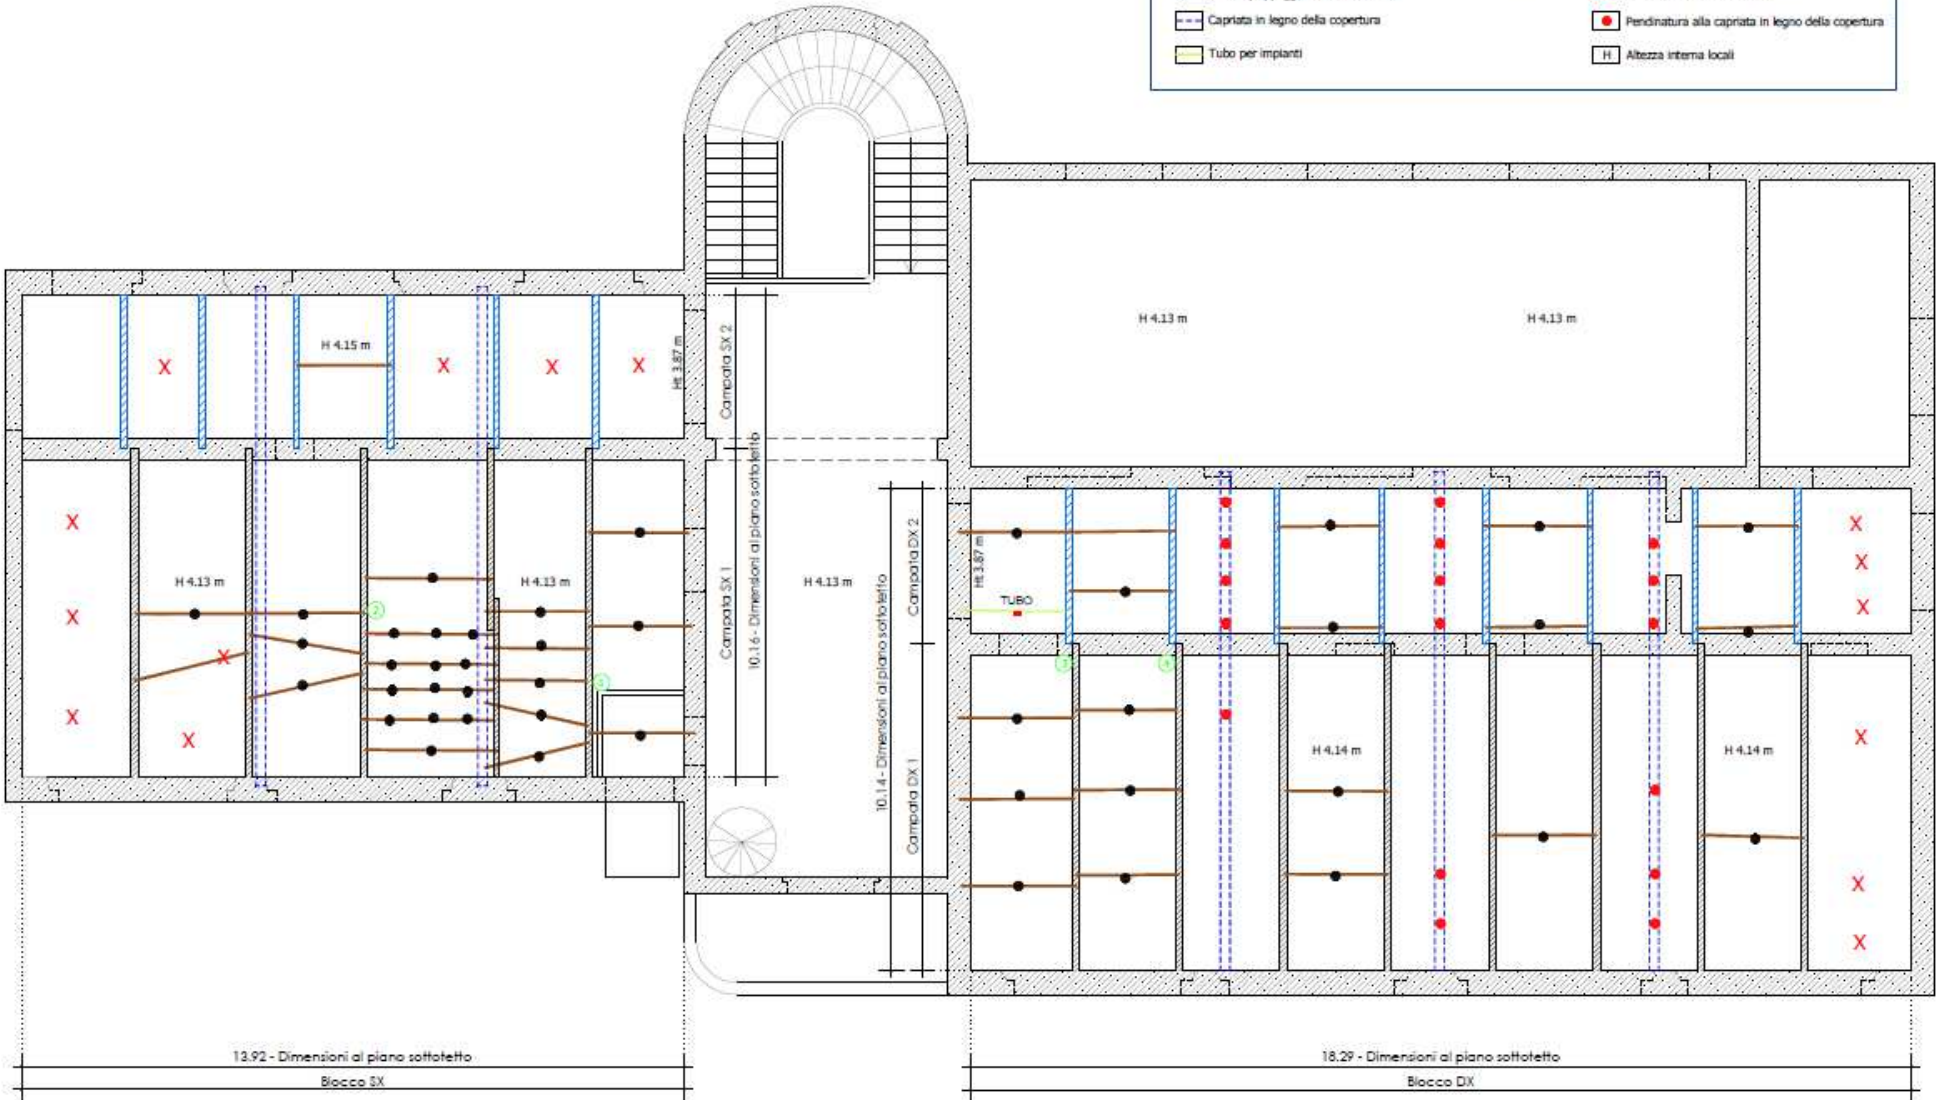 Capriata in legno della copertura
Pendinatura alla capriata in legno della copertura
Tubo per impianti
H Altezza interna locali
H 4.13 m
H 4.13 m
H 4.15 m
X
X
X
X
Ht 3.87 m
Campata SX 2
10.16 - Dimensioni al piano sottotetto
Campata SX 1
X
X
X
H 4.13 m
X
X
2
H 4.13 m
H 4.13 m
10.14 - Dimensioni al piano sottotetto
Campata DX 2
Campata DX 1
Ht 3.87 m
TUBO
X
X
X
4
H 4.14 m
H 4.14 m
X
X
X
13.92 - Dimensioni al piano sottotetto
Blocco SX
18.29 - Dimensioni al piano sottotetto
Blocco DX